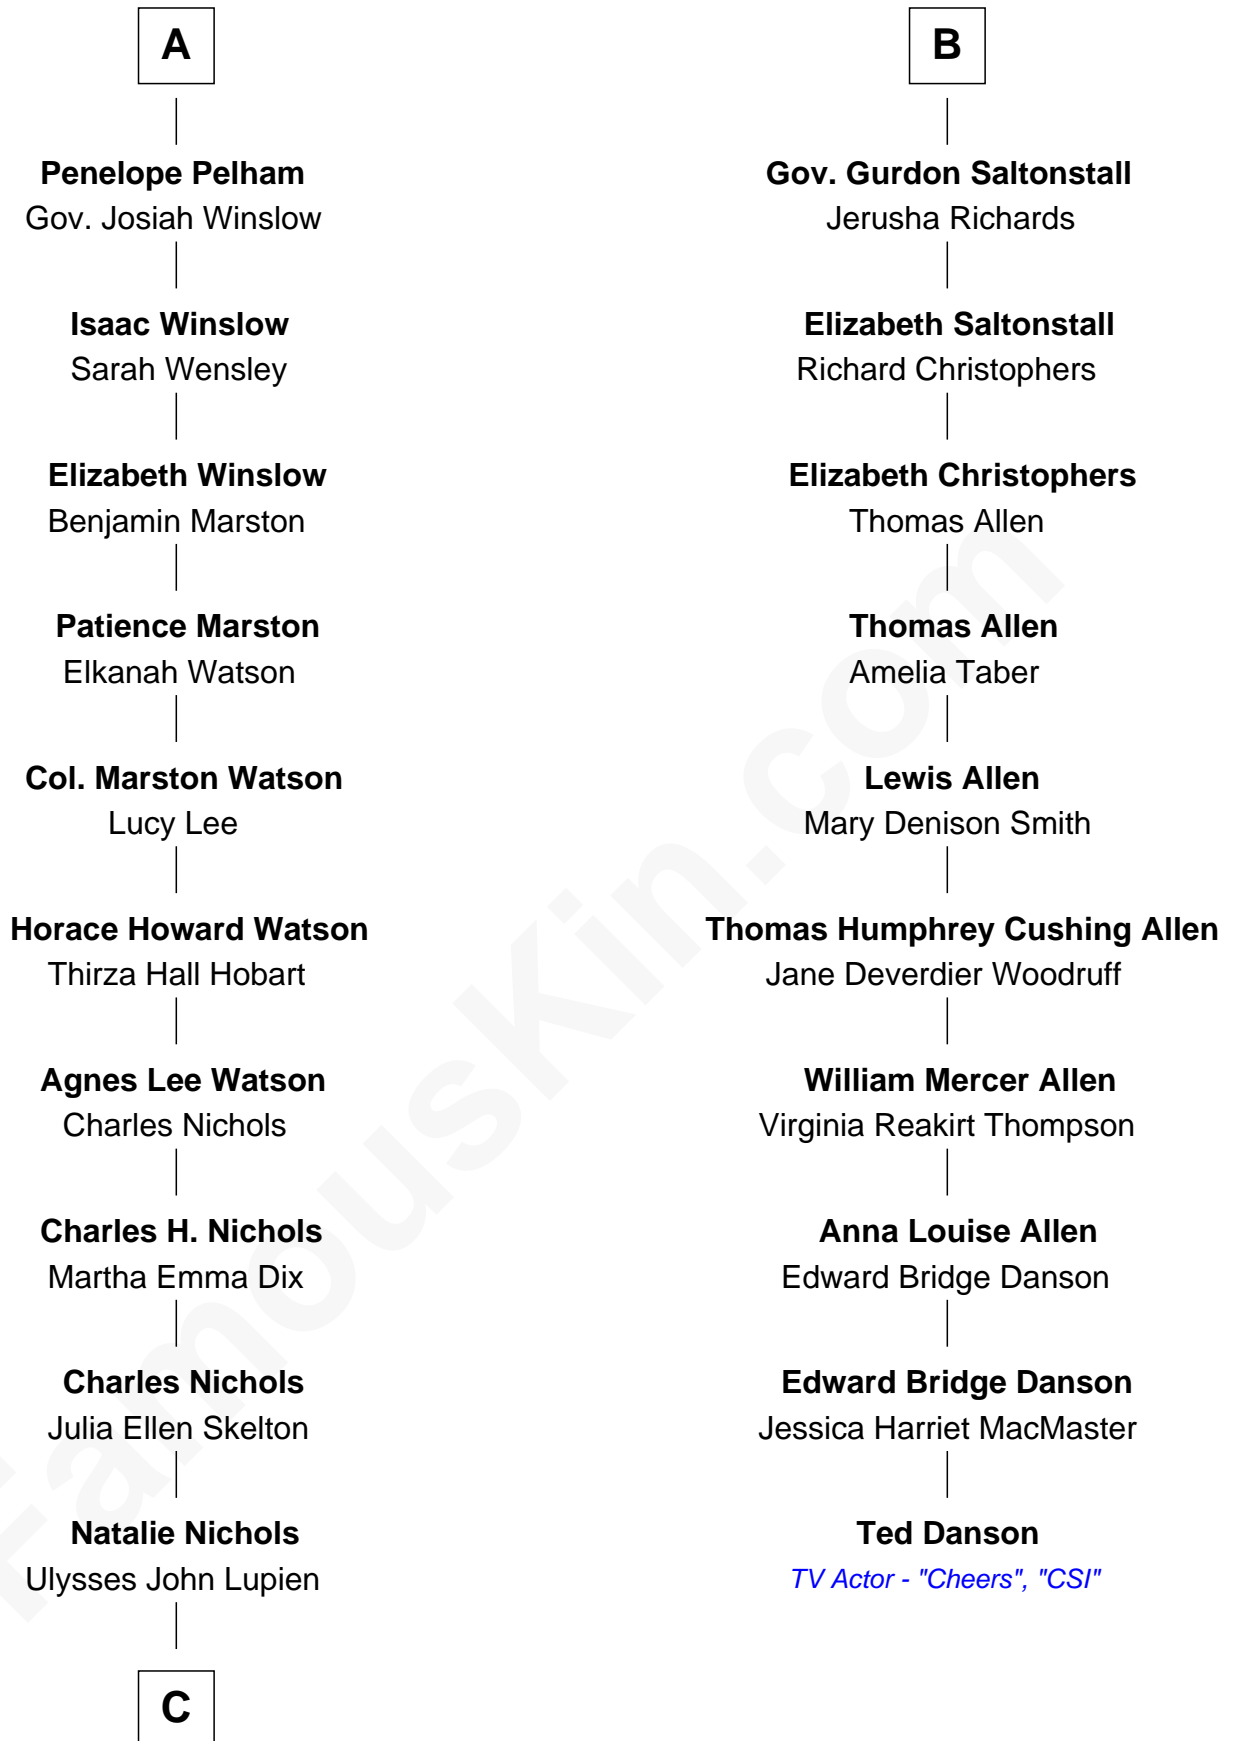 A
Penelope Pelham
Gov. Josiah Winslow
Isaac Winslow
Sarah Wensley
Elizabeth Winslow
Benjamin Marston
Patience Marston
Elkanah Watson
Col. Marston Watson
Lucy Lee
Horace Howard Watson
Thirza Hall Hobart
Agnes Lee Watson
Charles Nichols
Charles H. Nichols
Martha Emma Dix
Charles Nichols
Julia Ellen Skelton
Natalie Nichols
Ulysses John Lupien
C
B
Gov. Gurdon Saltonstall
Jerusha Richards
Elizabeth Saltonstall
Richard Christophers
Elizabeth Christophers
Thomas Allen
Thomas Allen
Amelia Taber
Lewis Allen
Mary Denison Smith
Thomas Humphrey Cushing Allen
Jane Deverdier Woodruff
William Mercer Allen
Virginia Reakirt Thompson
Anna Louise Allen
Edward Bridge Danson
Edward Bridge Danson
Jessica Harriet MacMaster
Ted Danson
TV Actor - "Cheers", "CSI"
FamousKin.com